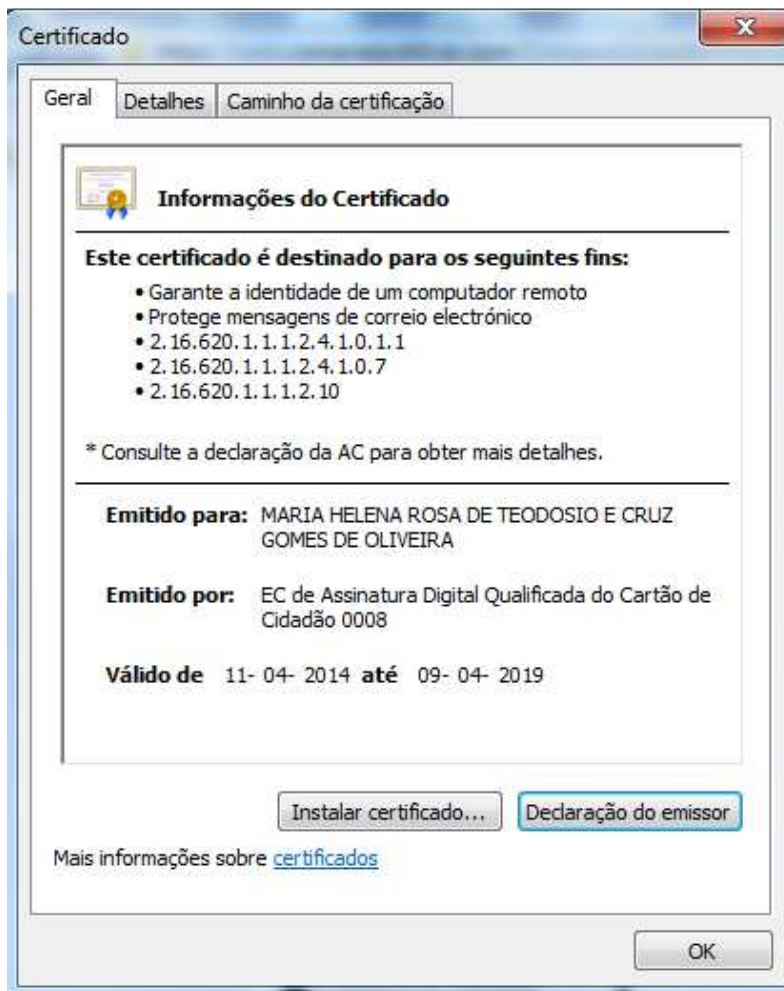 Certificado
Geral
Detalhes
Caminho da certificação
Informações do Certificado
Este certificado é destinado para os seguintes fins:
• Garante a identidade de um computador remoto
• Protege mensagens de correio electrónico
• 2.16.620.1.1.1.2.4.1.0.1.1
• 2.16.620.1.1.1.2.4.1.0.7
• 2.16.620.1.1.1.2.10
* Consulte a declaração da AC para obter mais detalhes.
Emitido para: MARIA HELENA ROSA DE TEODOSIO E CRUZ
GOMES DE OLIVEIRA
Emitido por: EC de Assinatura Digital Qualificada do Cartão de
Cidadão 0008
Válido de 11- 04- 2014 até 09- 04- 2019
Instalar certificado...
Declaração do emissor
Mais informações sobre certificados
OK